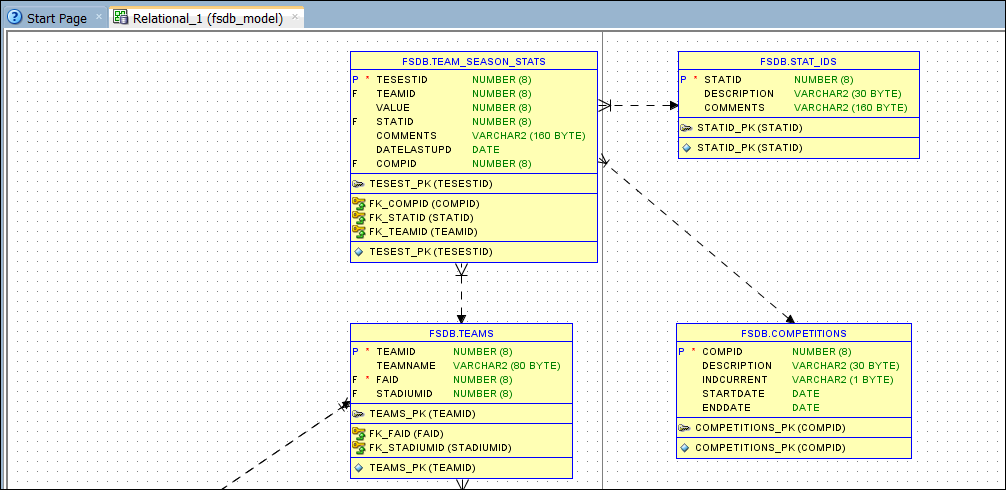 Start Page
Relational_1 (fsdb_model)
FSDB.TEAM_SEASON_STATS
P * TESESTID NUMBER (8)
F TEAMID NUMBER (8)
VALUE NUMBER (8)
F STATID NUMBER (8)
COMMENTS VARCHAR2 (160 BYTE)
DATELASTUPD DATE
F COMPID NUMBER (8)
TESEST_PK (TESESTID)
FK_COMPID (COMPID)
FK_STATID (STATID)
FK_TEAMID (TEAMID)
TESEST_PK (TESESTID)
FSDB.STAT_IDS
P * STATID NUMBER (8)
DESCRIPTION VARCHAR2 (30 BYTE)
COMMENTS VARCHAR2 (160 BYTE)
STATID_PK (STATID)
STATID_PK (STATID)
FSDB.TEAMS
P * TEAMID NUMBER (8)
TEAMNAME VARCHAR2 (80 BYTE)
F * FAID NUMBER (8)
F STADIUMID NUMBER (8)
TEAMS_PK (TEAMID)
FK_FAID (FAID)
FK_STADIUMID (STADIUMID)
TEAMS_PK (TEAMID)
FSDB.COMPETITIONS
P * COMPID NUMBER (8)
DESCRIPTION VARCHAR2 (30 BYTE)
INDCURRENT VARCHAR2 (1 BYTE)
STARTDATE DATE
ENDDATE DATE
COMPETITIONS_PK (COMPID)
COMPETITIONS_PK (COMPID)